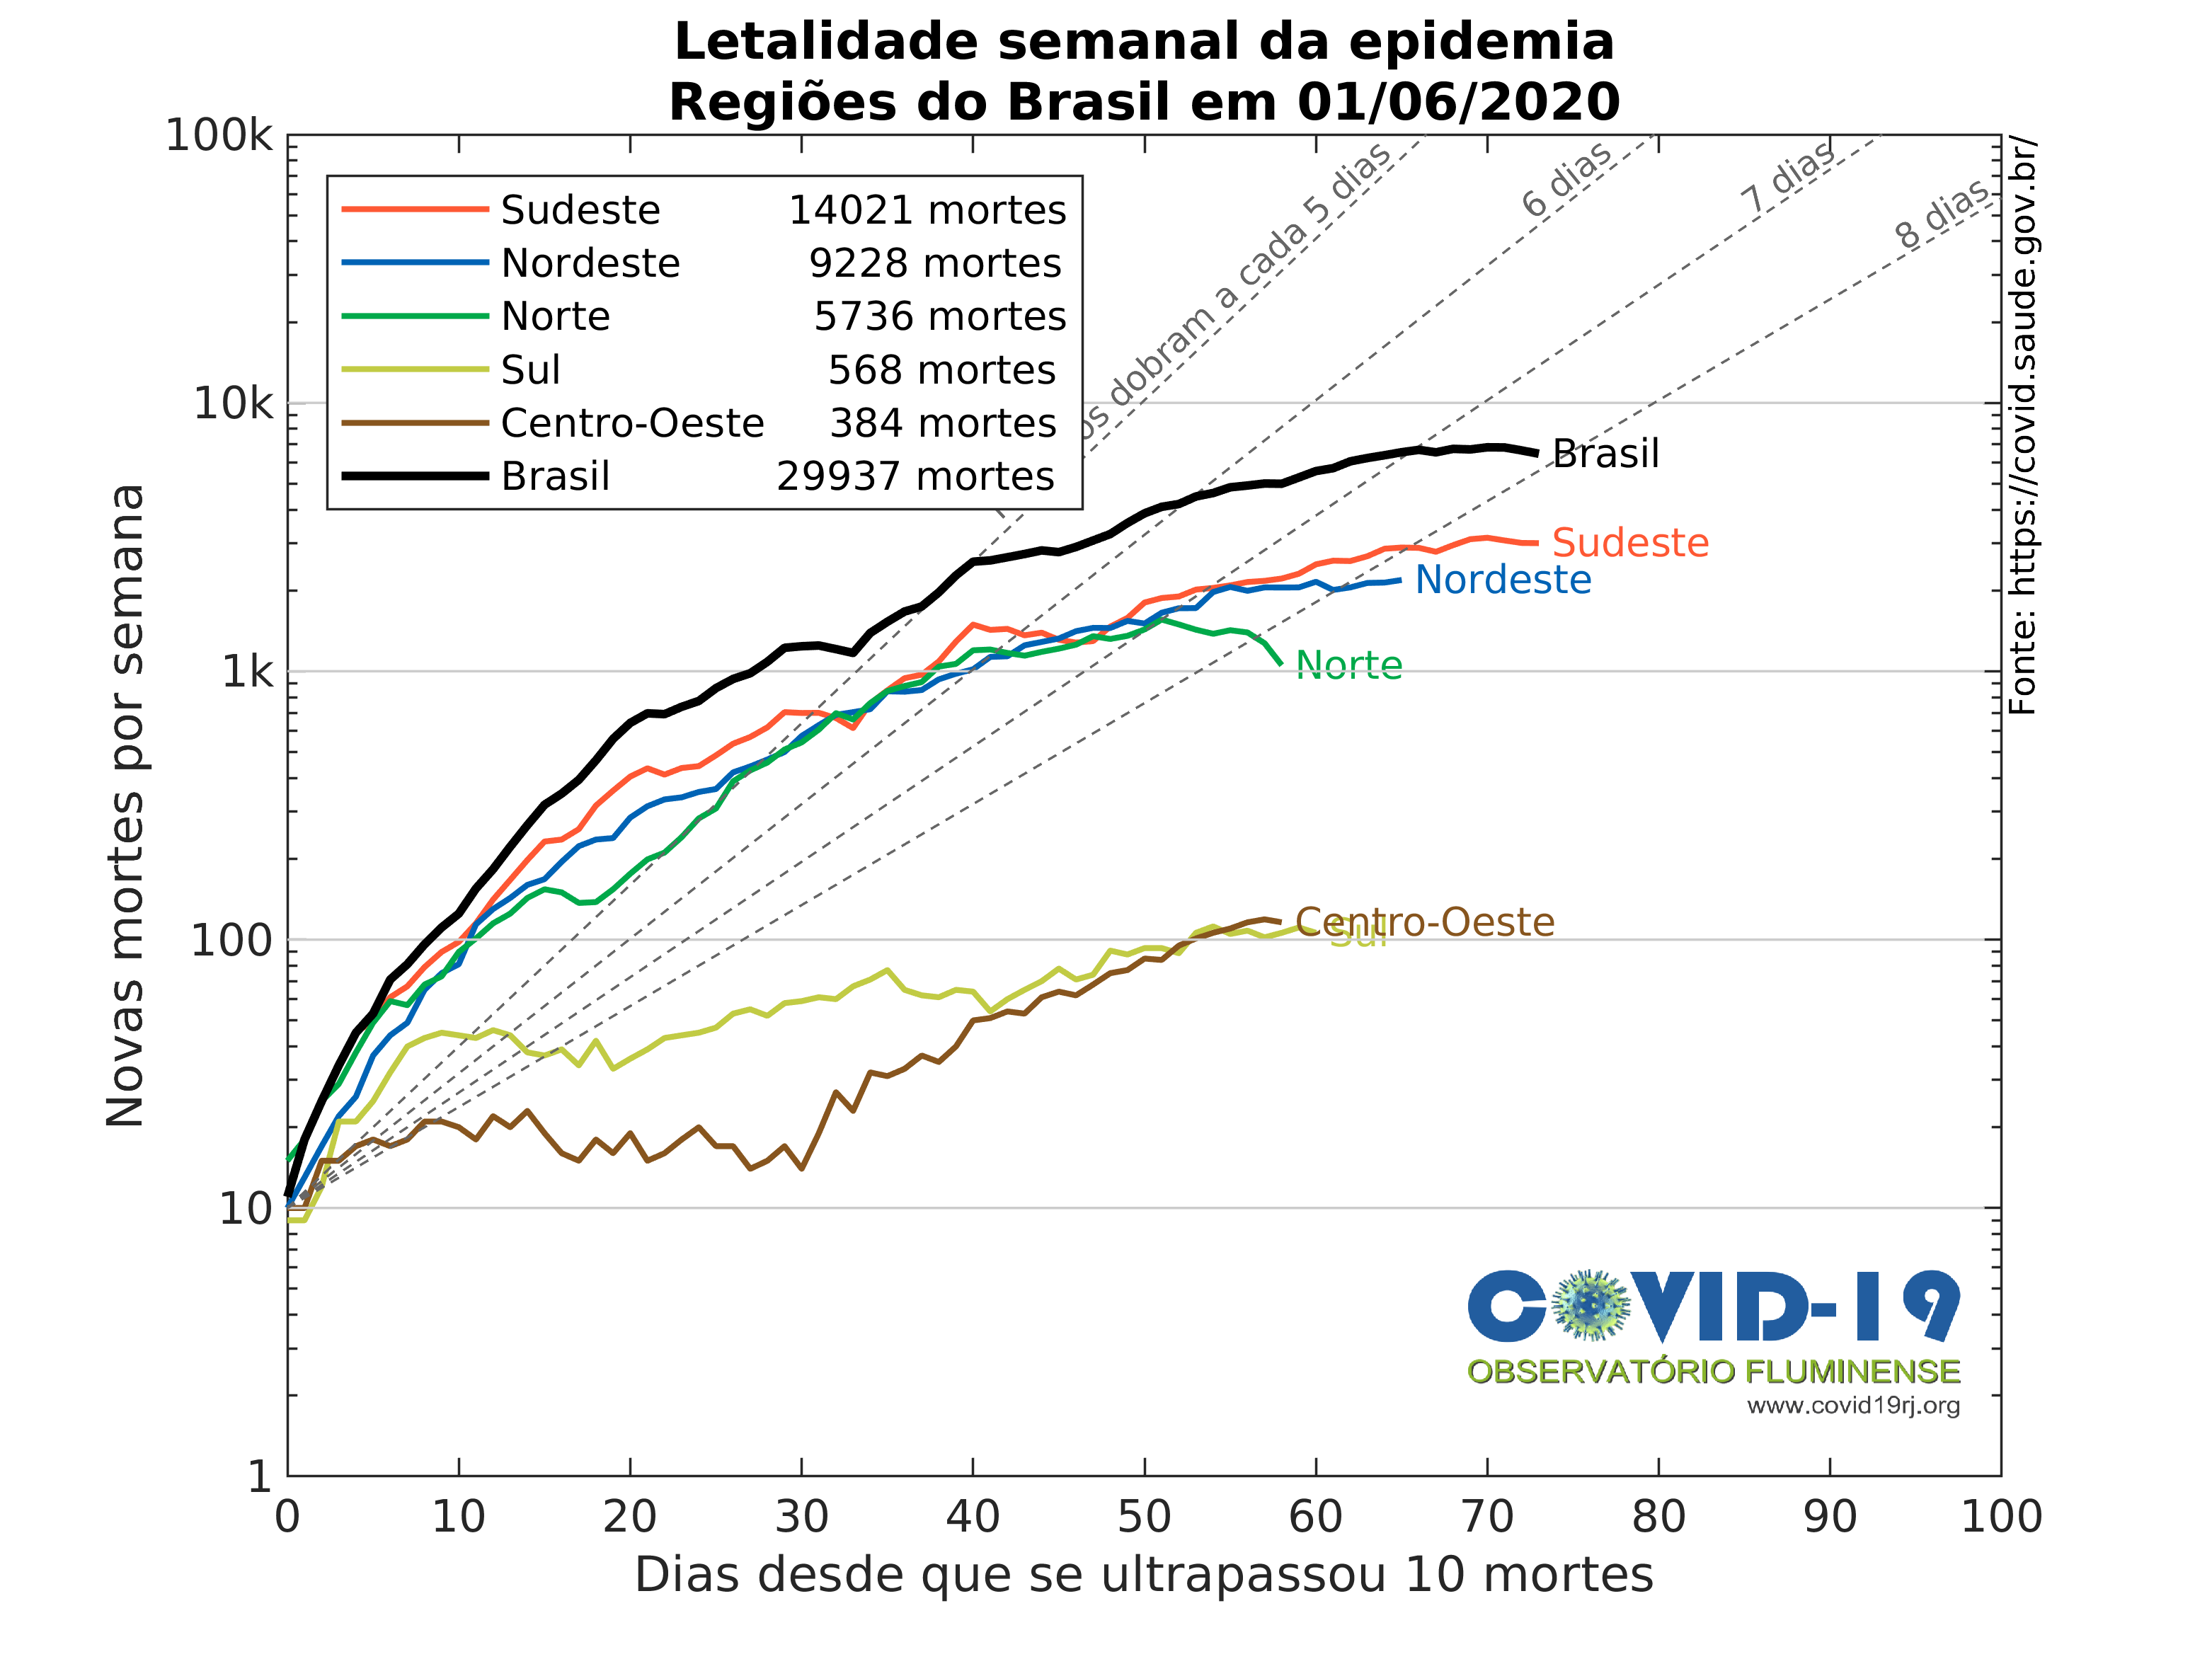 Letalidade semanal da epidemia
Regiões do Brasil em 01/06/2020
Novas mortes por semana
100k
10k
1k
100
10
1
Sudeste 14021 mortes
Nordeste 9228 mortes
Norte 5736 mortes
Sul 568 mortes
Centro-Oeste 384 mortes
Brasil 29937 mortes
os dobram a cada 5 dias
6 dias
7 dias
8 dias
Brasil
Sudeste
Nordeste
Norte
Centro-Oeste
Sul
Fonte: https://covid.saude.gov.br/
COVID-19
OBSERVATÓRIO FLUMINENSE
www.covid19rj.org
0 10 20 30 40 50 60 70 80 90 100
Dias desde que se ultrapassou 10 mortes